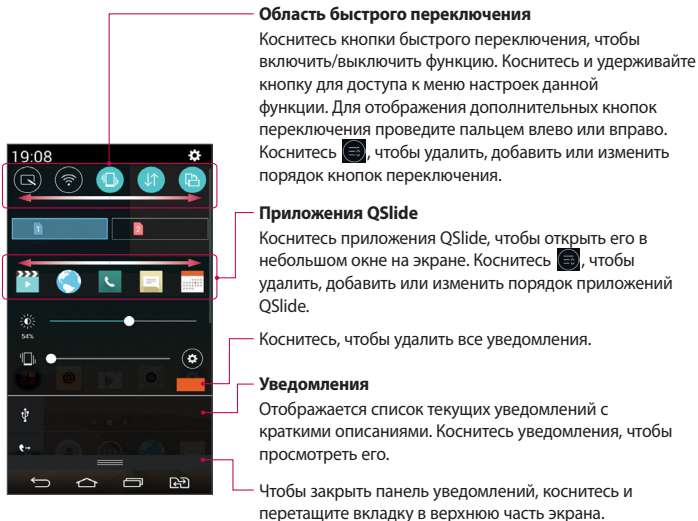 Область быстрого переключения
Коснитесь кнопки быстрого переключения, чтобы
включить/выключить функцию. Коснитесь и удерживайте
кнопку для доступа к меню настроек данной
функции. Для отображения дополнительных кнопок
переключения проведите пальцем влево или вправо.
Коснитесь , чтобы удалить, добавить или изменить
порядок кнопок переключения.
19:08
1
2
Приложения QSlide
Коснитесь приложения QSlide, чтобы открыть его в
небольшом окне на экране. Коснитесь , чтобы
удалить, добавить или изменить порядок приложений
QSlide.
54%
Коснитесь, чтобы удалить все уведомления.
Уведомления
Отображается список текущих уведомлений с
краткими описаниями. Коснитесь уведомления, чтобы
просмотреть его.
Чтобы закрыть панель уведомлений, коснитесь и
перетащите вкладку в верхнюю часть экрана.